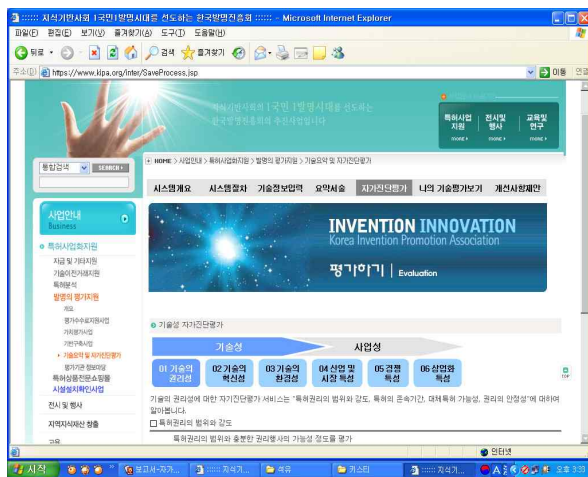 :::::: 지식기반사회 1국민1발명시대를 선도하는 한국발명진흥회 :::::: - Microsoft Internet Explorer
파일(F) 편집(E) 보기(V) 즐겨찾기(A) 도구(T) 도움말(H)
뒤로 검색 즐겨찾기
주소(D) https://www.kipa.org/inter/SaveProcess.jsp 이동 연결
지식기반사회의 1국민 1발명시대를 선도하는
한국발명진흥회의 추진사업입니다
특허사업 지원 전시및 행사 교육및 연구
more more more
통합검색 SEARCH
HOME > 사업안내 > 특허사업화지원 > 발명의 평가지원 > 기술요약 및 자가진단평가
시스템개요 시스템절차 기술정보입력 요약서술 자가진단평가 나의 기술평가보기 개선사항제안
사업안내
Business
INVENTION INNOVATION
Korea Invention Promotion Association
평가하기 | Evaluation
특허사업화지원
자금 및 기타지원
기술이전거래지원
특허분석
발명의 평가지원
개요
평가수수료지원사업
가치평가사업
기반구축사업
기술요약 및 자가진단평가
평가기관 정보마당
특허상품전문쇼핑몰
시설설치확인사업
전시 및 행사
지역지식재산 창출
교육
기술성 자가진단평가
기술성 사업성
01 기술의 권리성 02 기술의 혁신성 03 기술의 환경성 04 산업 및 시장 특성 05 경쟁 특성 06 상업화 특성
TOP
기술의 권리성에 대한 자기진단평가 서비스는 "특허권리의 범위와 강도, 특허의 존속기간, 대체특허 가능성, 권리의 안정성"에 대하여
알아봅니다.
특허권리의 범위와 강도
특허권리의 범위와 충분한 권리행사의 가능성 정도를 평가
인터넷
시작 보고서-자가... :::::: 지식기... 석유 키스티 :::::: 지식기... 오후 3:33